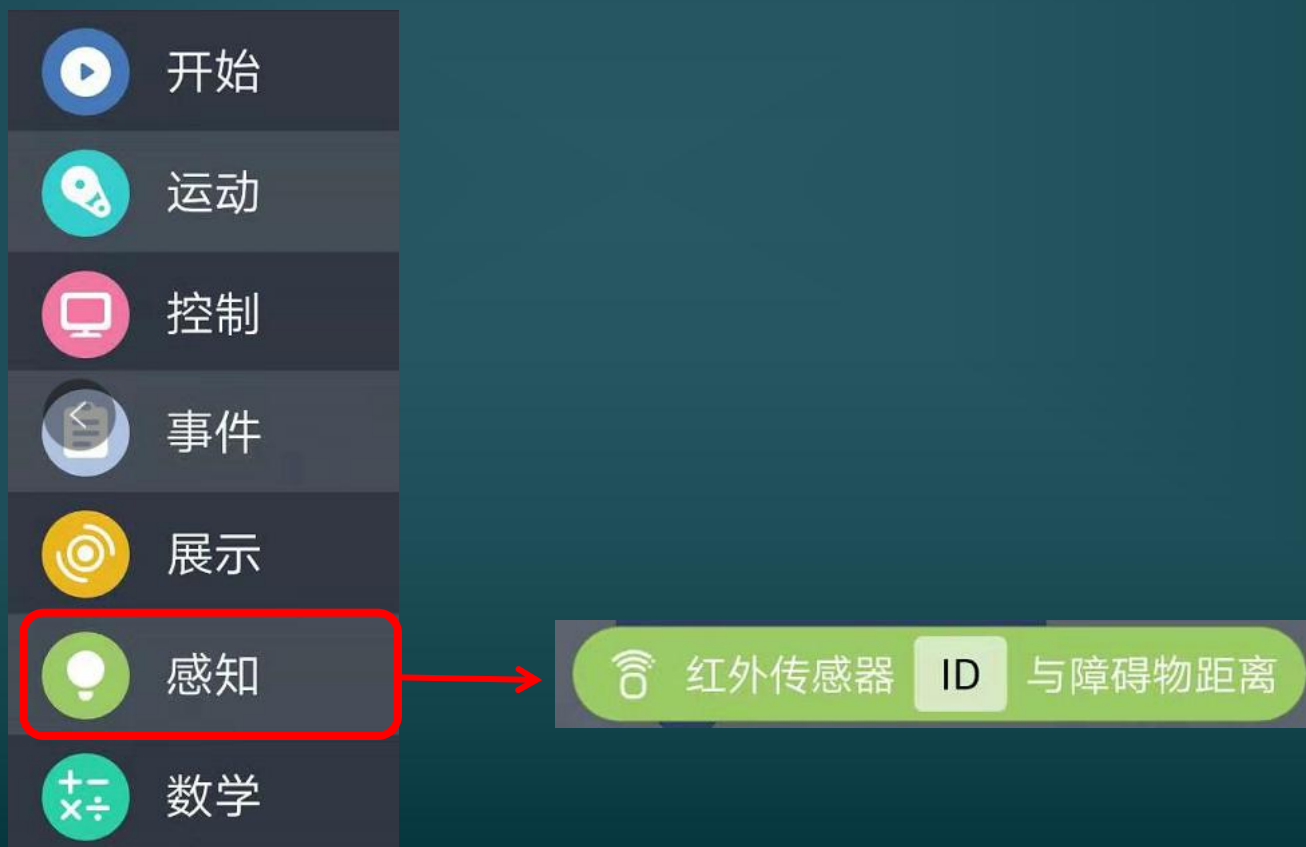 开始
运动
控制
事件
展示
感知
红外传感器 ID 与障碍物距离
数学